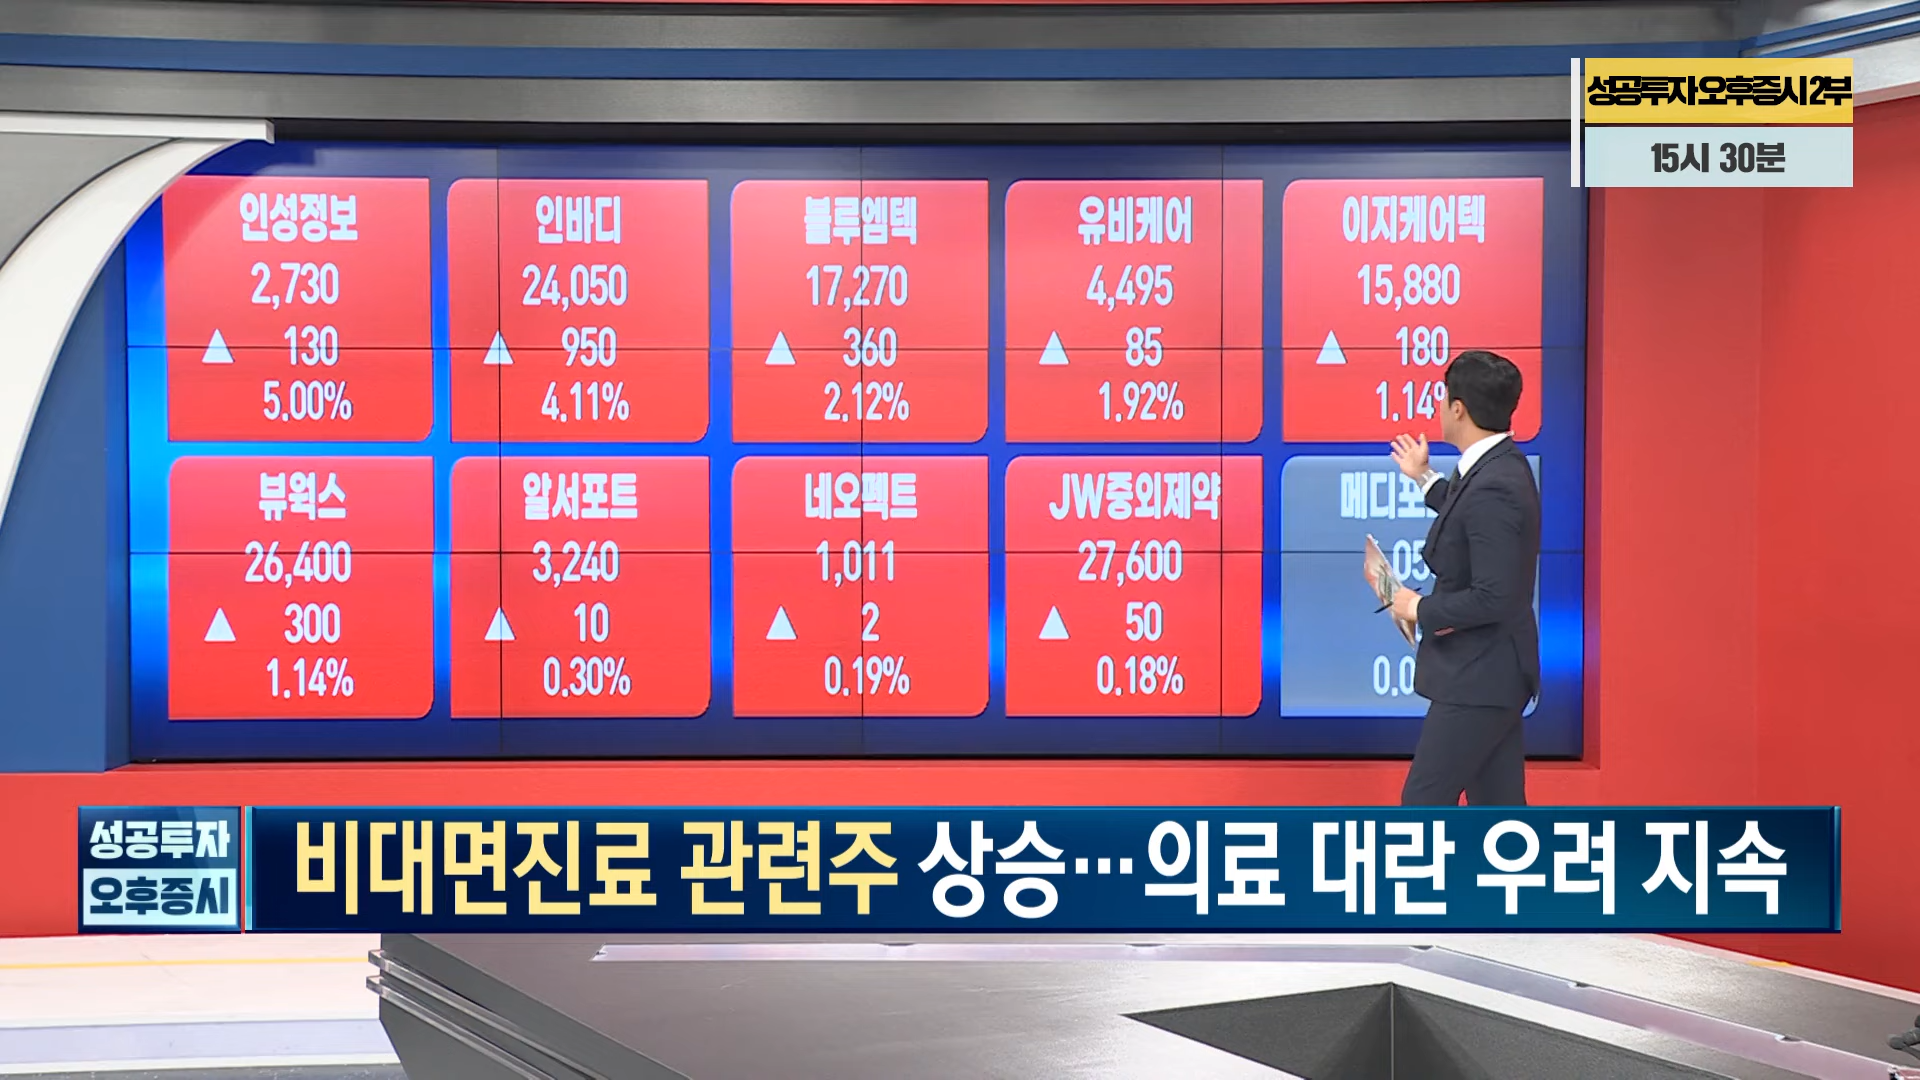 성공투자 오후증시 2부
15시 30분
인성정보
2,730
▲ 130
5.00%
인바디
24,050
▲ 950
4.11%
블루엠텍
17,270
▲ 360
2.12%
유비케어
4,495
▲ 85
1.92%
이지케어텍
15,880
▲ 180
뷰웍스
26,400
▲ 300
1.14%
알서포트
3,240
▲ 10
0.30%
네오펙트
1,011
▲ 2
0.19%
JW중외제약
27,600
▲ 50
0.18%
성공투자
오후증시
비대면진료 관련주 상승…의료 대란 우려 지속